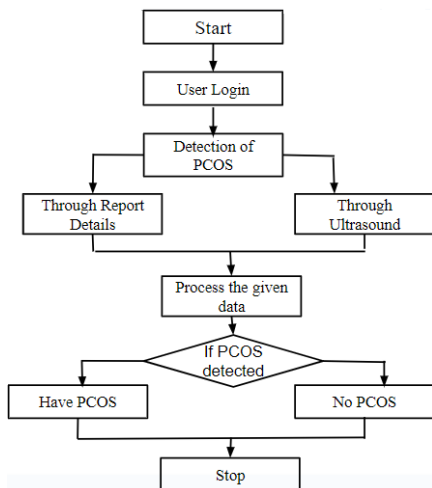 Start
User Login
Detection of
PCOS
Through Report
Details
Through
Ultrasound
Process the given
data
If PCOS
detected
Have PCOS
No PCOS
Stop